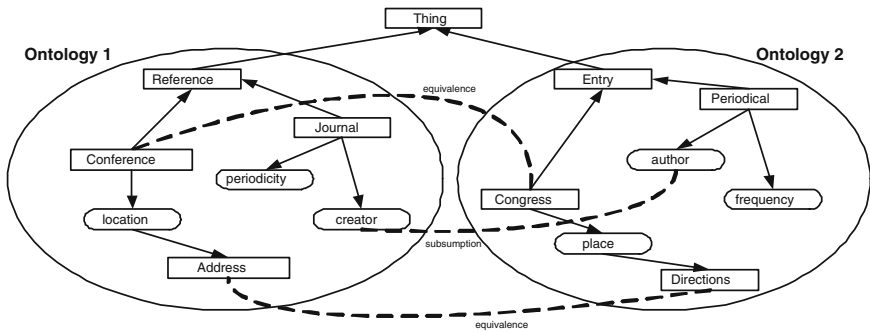 Thing
Ontology 1
Ontology 2
Reference
Entry
equivalence
Periodical
Journal
Conference
author
periodicity
Congress
frequency
location
creator
subsumption
place
Address
Directions
equivalence